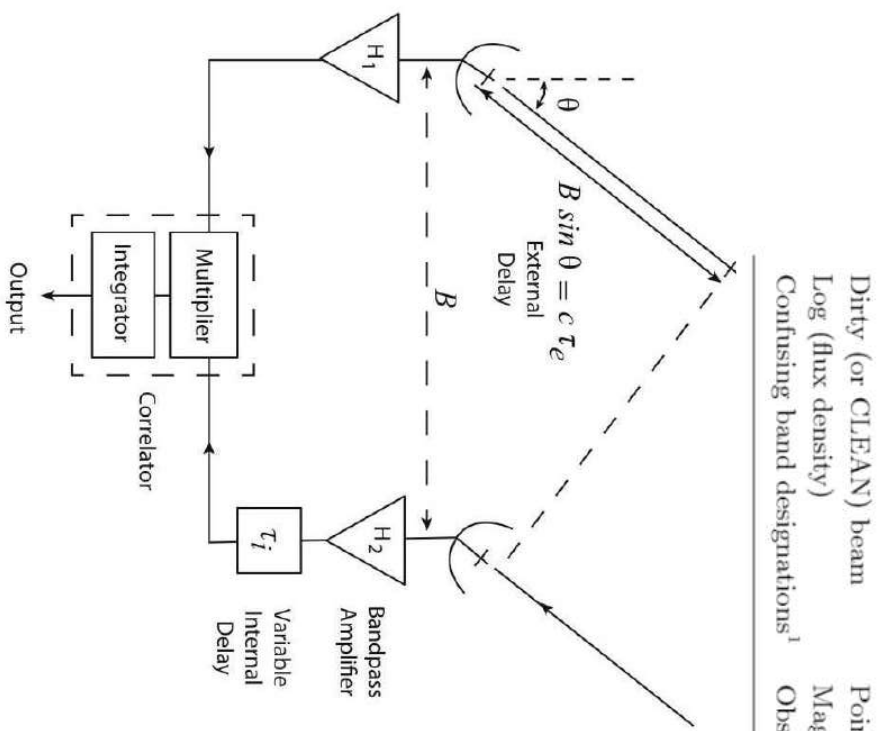 Dirty (or CLEAN) beam Poin
Log (flux density) Mag
Confusing band designations¹ Obs
θ
B sin θ = c τₑ
External
Delay
B
H₁
H₂
Bandpass
Amplifier
τᵢ
Variable
Internal
Delay
Multiplier
Integrator
Correlator
Output